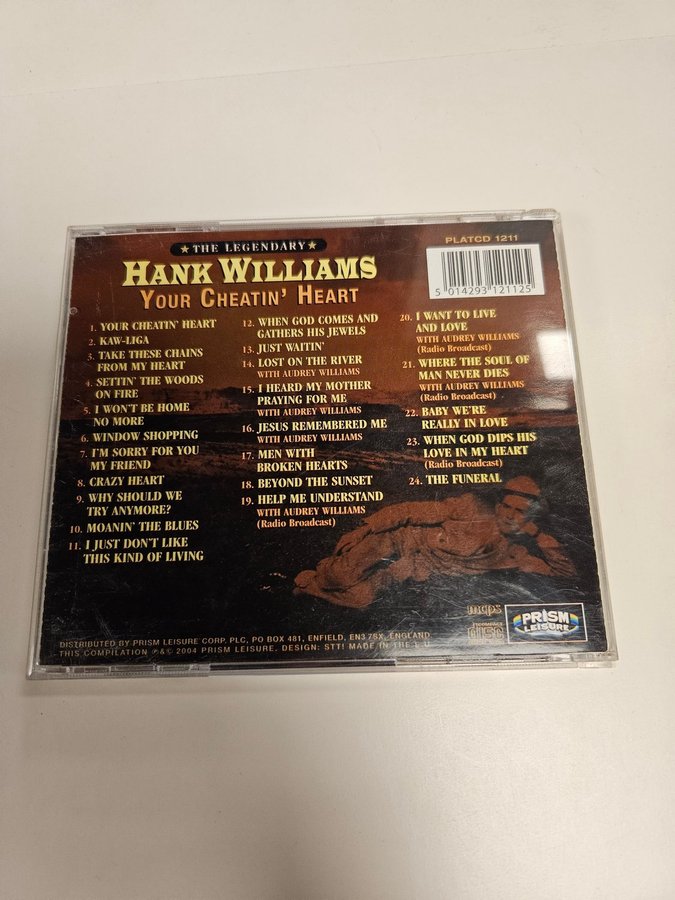 ★ THE LEGENDARY ★
HANK WILLIAMS
YOUR CHEATIN' HEART
PLATCD 1211
5 014293 121125
1. YOUR CHEATIN' HEART
2. KAW-LIGA
3. TAKE THESE CHAINS
FROM MY HEART
4. SETTIN' THE WOODS
ON FIRE
5. I WON'T BE HOME
NO MORE
6. WINDOW SHOPPING
7. I'M SORRY FOR YOU
MY FRIEND
8. CRAZY HEART
9. WHY SHOULD WE
TRY ANYMORE?
10. MOANIN' THE BLUES
11. I JUST DON'T LIKE
THIS KIND OF LIVING
12. WHEN GOD COMES AND
GATHERS HIS JEWELS
13. JUST WAITIN'
14. LOST ON THE RIVER
WITH AUDREY WILLIAMS
15. I HEARD MY MOTHER
PRAYING FOR ME
WITH AUDREY WILLIAMS
16. JESUS REMEMBERED ME
WITH AUDREY WILLIAMS
17. MEN WITH
BROKEN HEARTS
18. BEYOND THE SUNSET
19. HELP ME UNDERSTAND
WITH AUDREY WILLIAMS
(Radio Broadcast)
20. I WANT TO LIVE
AND LOVE
WITH AUDREY WILLIAMS
(Radio Broadcast)
21. WHERE THE SOUL OF
MAN NEVER DIES
WITH AUDREY WILLIAMS
(Radio Broadcast)
22. BABY WE'RE
REALLY IN LOVE
23. WHEN GOD DIPS HIS
LOVE IN MY HEART
(Radio Broadcast)
24. THE FUNERAL
mcps
COMPACT
disc
PRISM
LEISURE
DISTRIBUTED BY PRISM LEISURE CORP. PLC, PO BOX 481, ENFIELD, EN3 7SX, ENGLAND
THIS COMPILATION ℗&© 2004 PRISM LEISURE. DESIGN: STT! MADE IN THE E.U.